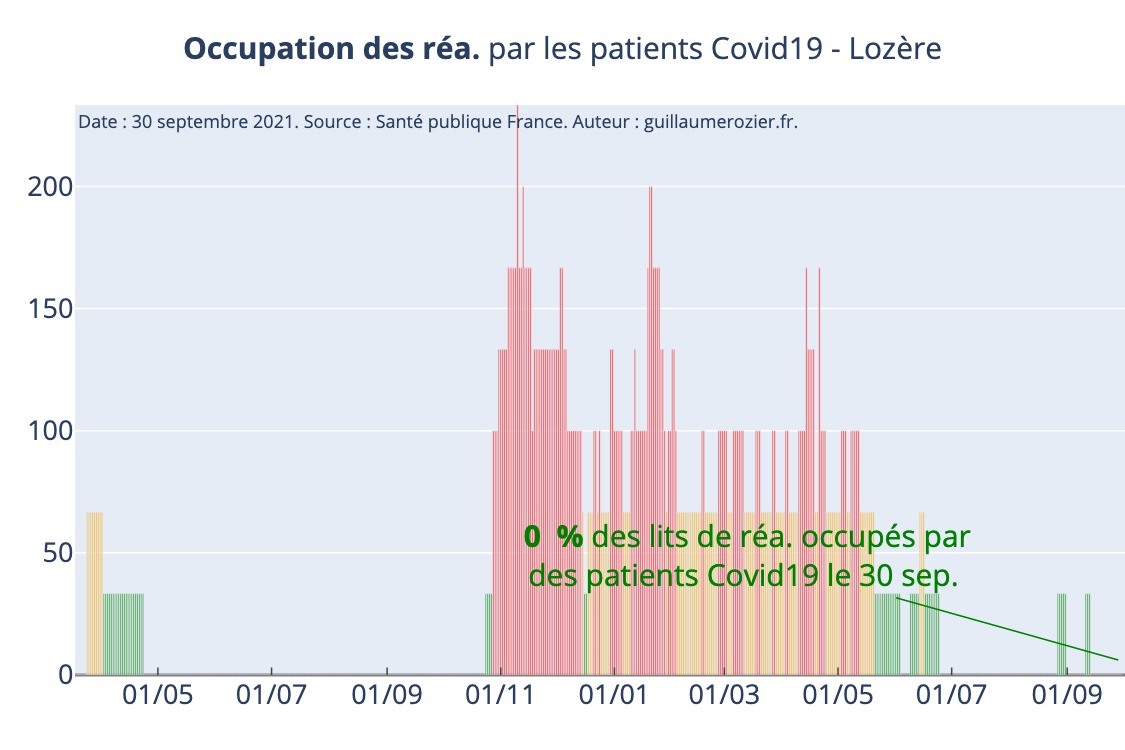 Occupation des réa. par les patients Covid19 - Lozère
Date : 30 septembre 2021. Source : Santé publique France. Auteur : guillaumerozier.fr.
200
150
100
50
0
0 % des lits de réa. occupés par
des patients Covid19 le 30 sep.
01/05 01/07 01/09 01/11 01/01 01/03 01/05 01/07 01/09